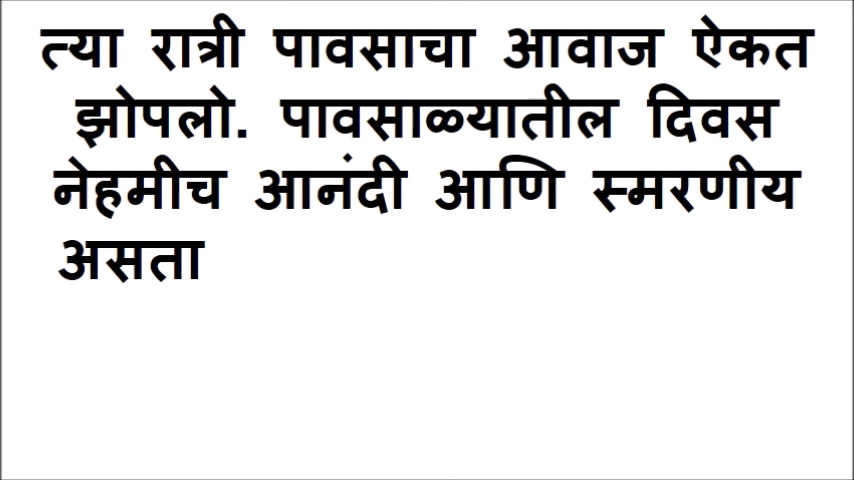 त्या रात्री पावसाचा आवाज ऐकत
झोपलो. पावसाळ्यातील दिवस
नेहमीच आनंदी आणि स्मरणीय
असता